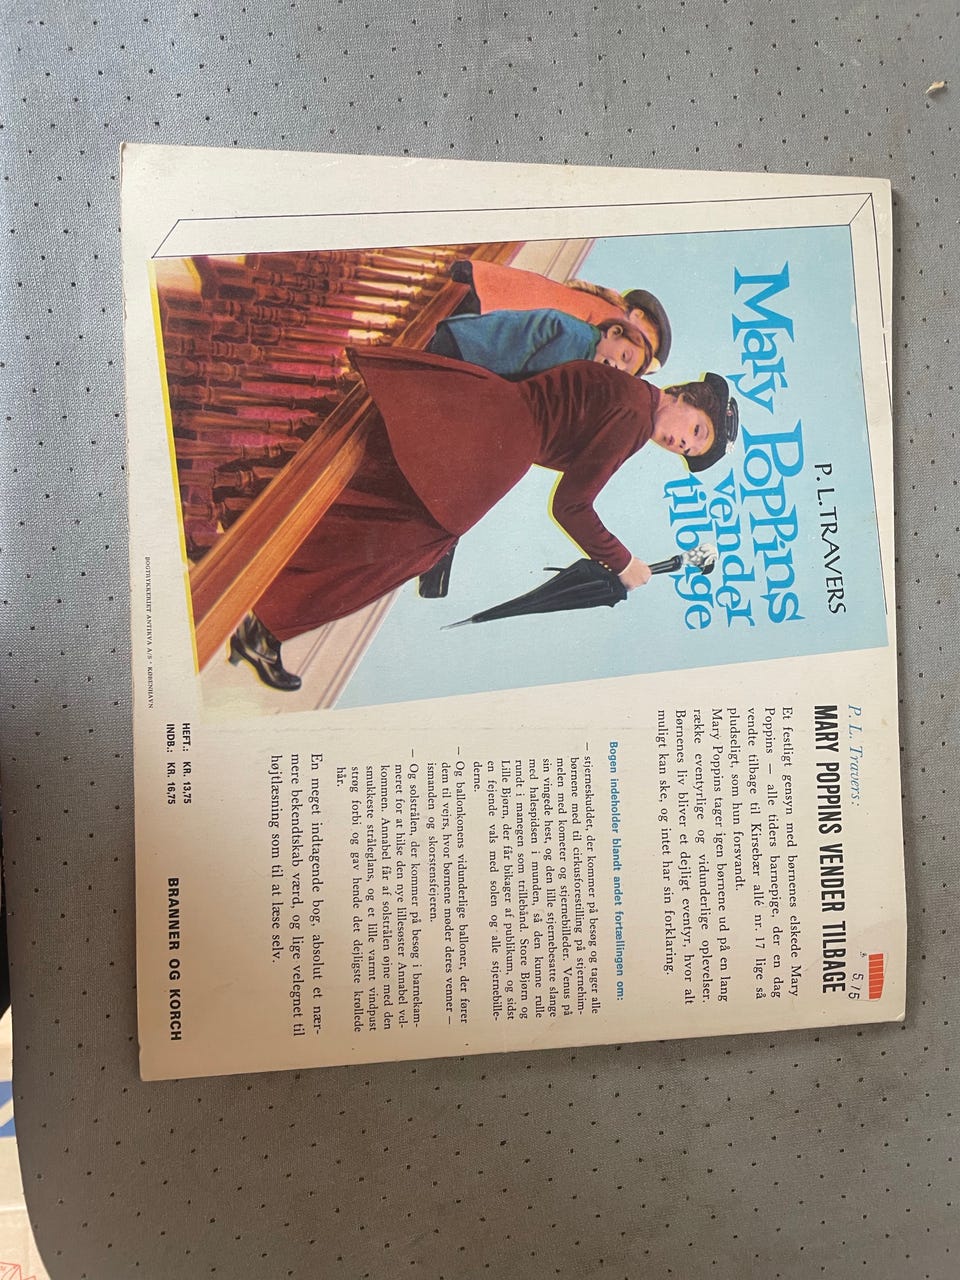 P. L. TRAVERS
Mary Poppins
vender
tilbage
BOGTRYKKERIET ANTIKVA A/S · KØBENHAVN
5/5
P. L. Travers:
MARY POPPINS VENDER TILBAGE
Et festligt gensyn med børnenes elskede Mary
Poppins — alle tiders barnepige, der en dag
vendte tilbage til Kirsebær allé nr. 17 lige så
pludseligt, som hun forsvandt.
Mary Poppins tager igen børnene ud på en lang
række eventyrlige og vidunderlige oplevelser.
Børnenes liv bliver et dejligt eventyr, hvor alt
muligt kan ske, og intet har sin forklaring.
Bogen indeholder blandt andet fortællingen om:
— stjerneskudet, der kommer på besøg og tager alle
børnene med til cirkusforestilling på stjernehim-
melen med kometer og stjernebilleder. Venus på
sin vingede hest og den lille stjernebesatte slange
med halespidsen i munden, så den kunne rulle
rundt i manegen som trillebånd. Store Bjørn og
Lille Bjørn, der får bikager af publikum, og sidst
en fejende vals med solen og alle stjernebille-
derne.
— Og ballonkonens vidunderlige balloner, der fører
dem til vejrs, hvor børnene møder deres venner —
ismanden og skorstensfejeren.
— Og solstrålen, der kommer på besøg i barnekam-
meret for at hilse den nye lillesøster Annabel vel-
kommen. Annabel får af solstrålen øjne med den
smukkeste stråleglans, og et lille varmt vindpust
strøg forbi og gav hende det dejligste krøllede
hår.
En meget indtagende bog, absolut et nær-
mere bekendtskab værd, og lige velegnet til
højtlæsning som til at læse selv.
HEFT.: KR. 13,75
INDB.: KR. 16,75
BRANNER OG KORCH